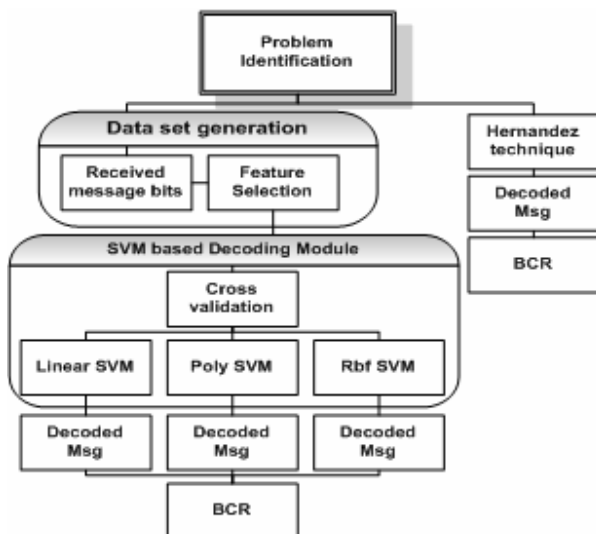 Problem
Identification
Data set generation
Received
message bits
Feature
Selection
Hernandez
technique
Decoded
Msg
BCR
SVM based Decoding Module
Cross
validation
Linear SVM
Poly SVM
Rbf SVM
Decoded
Msg
Decoded
Msg
Decoded
Msg
BCR